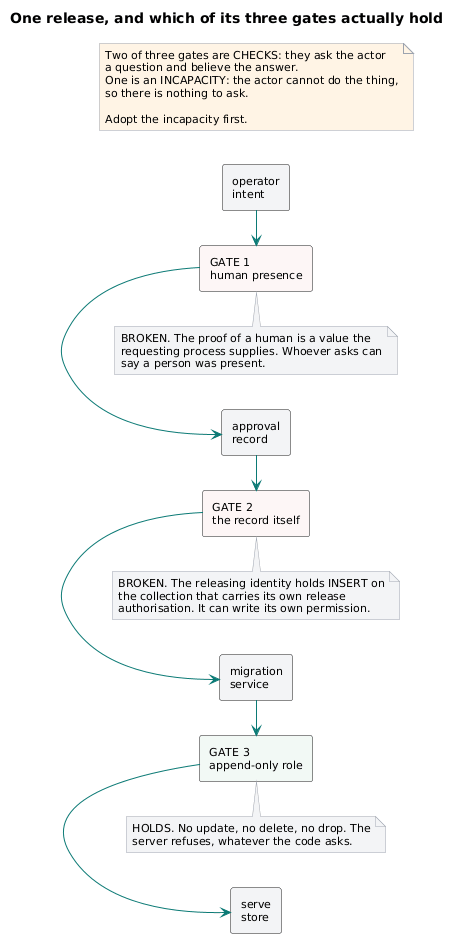 One release, and which of its three gates actually hold
Two of three gates are CHECKS: they ask the actor
a question and believe the answer.
One is an INCAPACITY: the actor cannot do the thing,
so there is nothing to ask.
Adopt the incapacity first.
operator
intent
GATE 1
human presence
BROKEN. The proof of a human is a value the
requesting process supplies. Whoever asks can
say a person was present.
approval
record
GATE 2
the record itself
BROKEN. The releasing identity holds INSERT on
the collection that carries its own release
authorisation. It can write its own permission.
migration
service
GATE 3
append-only role
HOLDS. No update, no delete, no drop. The
server refuses, whatever the code asks.
serve
store